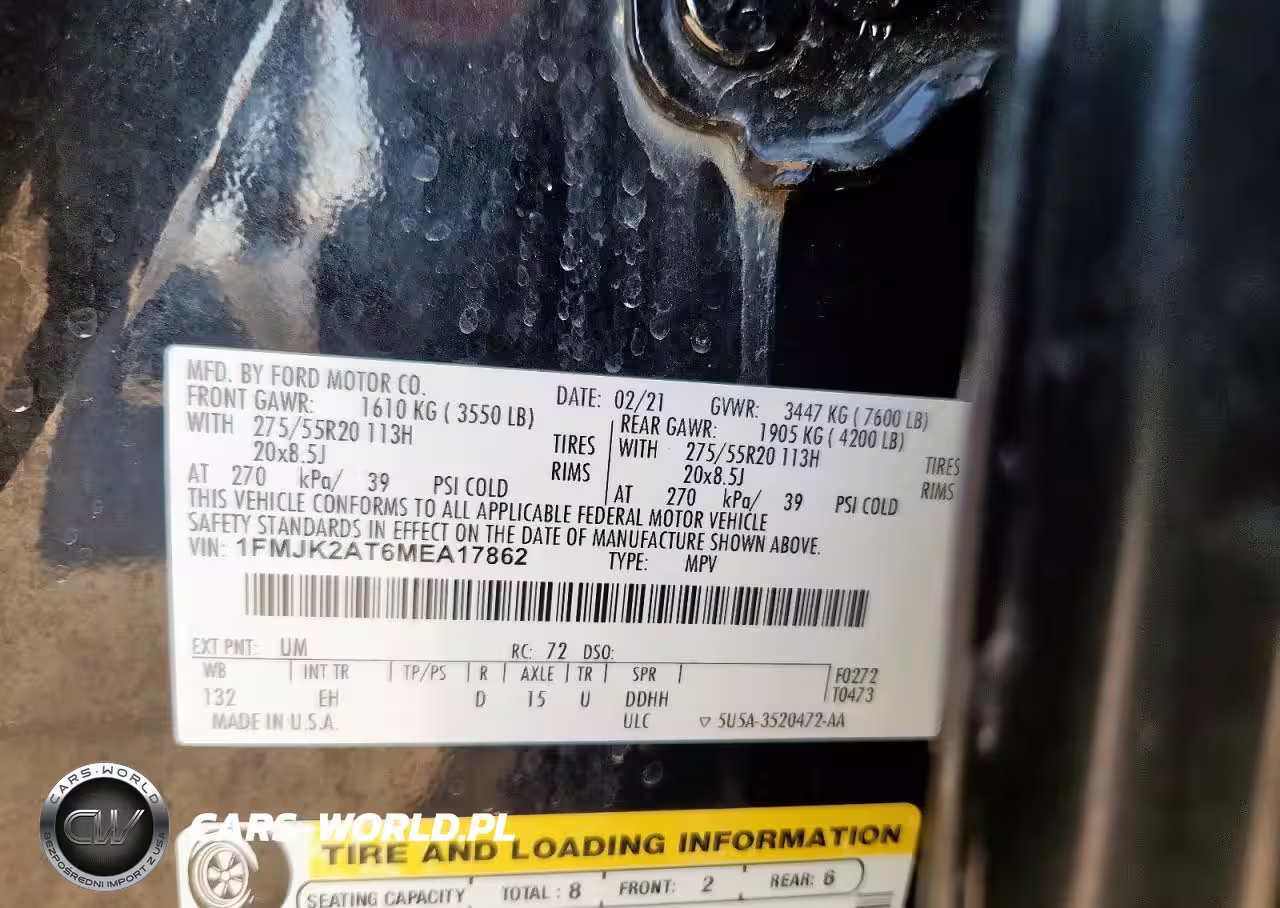 MFD. BY FORD MOTOR CO. DATE: 02/21 GVWR: 3447 KG ( 7600 LB)
FRONT GAWR: 1610 KG ( 3550 LB) REAR GAWR: 1905 KG ( 4200 LB)
WITH 275/55R20 113H TIRES WITH 275/55R20 113H TIRES
20x8.5J RIMS 20x8.5J RIMS
AT 270 kPa/ 39 PSI COLD AT 270 kPa/ 39 PSI COLD
THIS VEHICLE CONFORMS TO ALL APPLICABLE FEDERAL MOTOR VEHICLE
SAFETY STANDARDS IN EFFECT ON THE DATE OF MANUFACTURE SHOWN ABOVE.
VIN: 1FMJK2AT6MEA17862 TYPE: MPV
EXT PNT: UM RC: 72 DSO:
WB INT TR TP/PS R AXLE TR SPR F0272
132 EH D 15 U DDHH T0473
MADE IN U.S.A. ULC ▽ 5U5A-3520472-AA
CARS-WORLD
CW
BEZPOŚREDNI IMPORT Z USA
CARS-WORLD.PL
TIRE AND LOADING INFORMATION
SEATING CAPACITY TOTAL : 8 FRONT: 2 REAR: 6